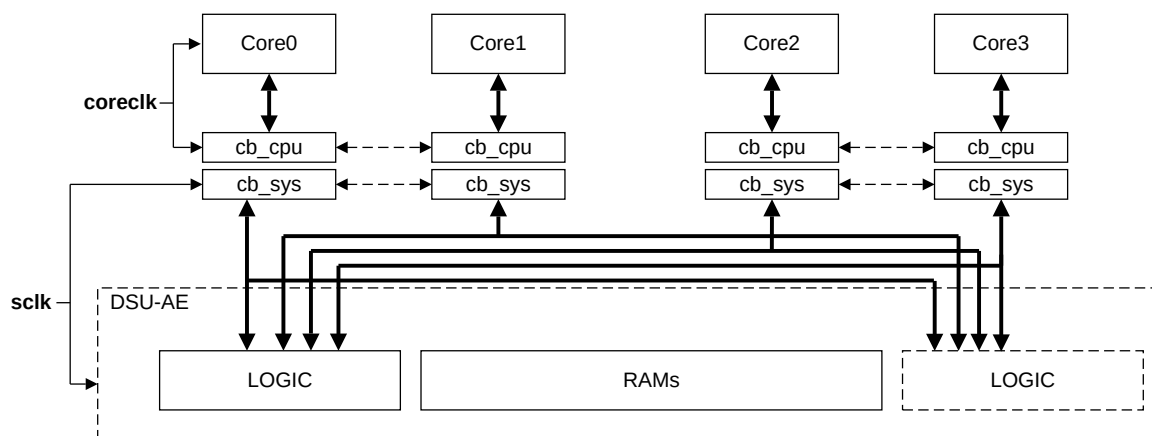 Core0
Core1
Core2
Core3
coreclk
cb_cpu
cb_cpu
cb_cpu
cb_cpu
cb_sys
cb_sys
cb_sys
cb_sys
sclk
DSU-AE
LOGIC
RAMs
LOGIC